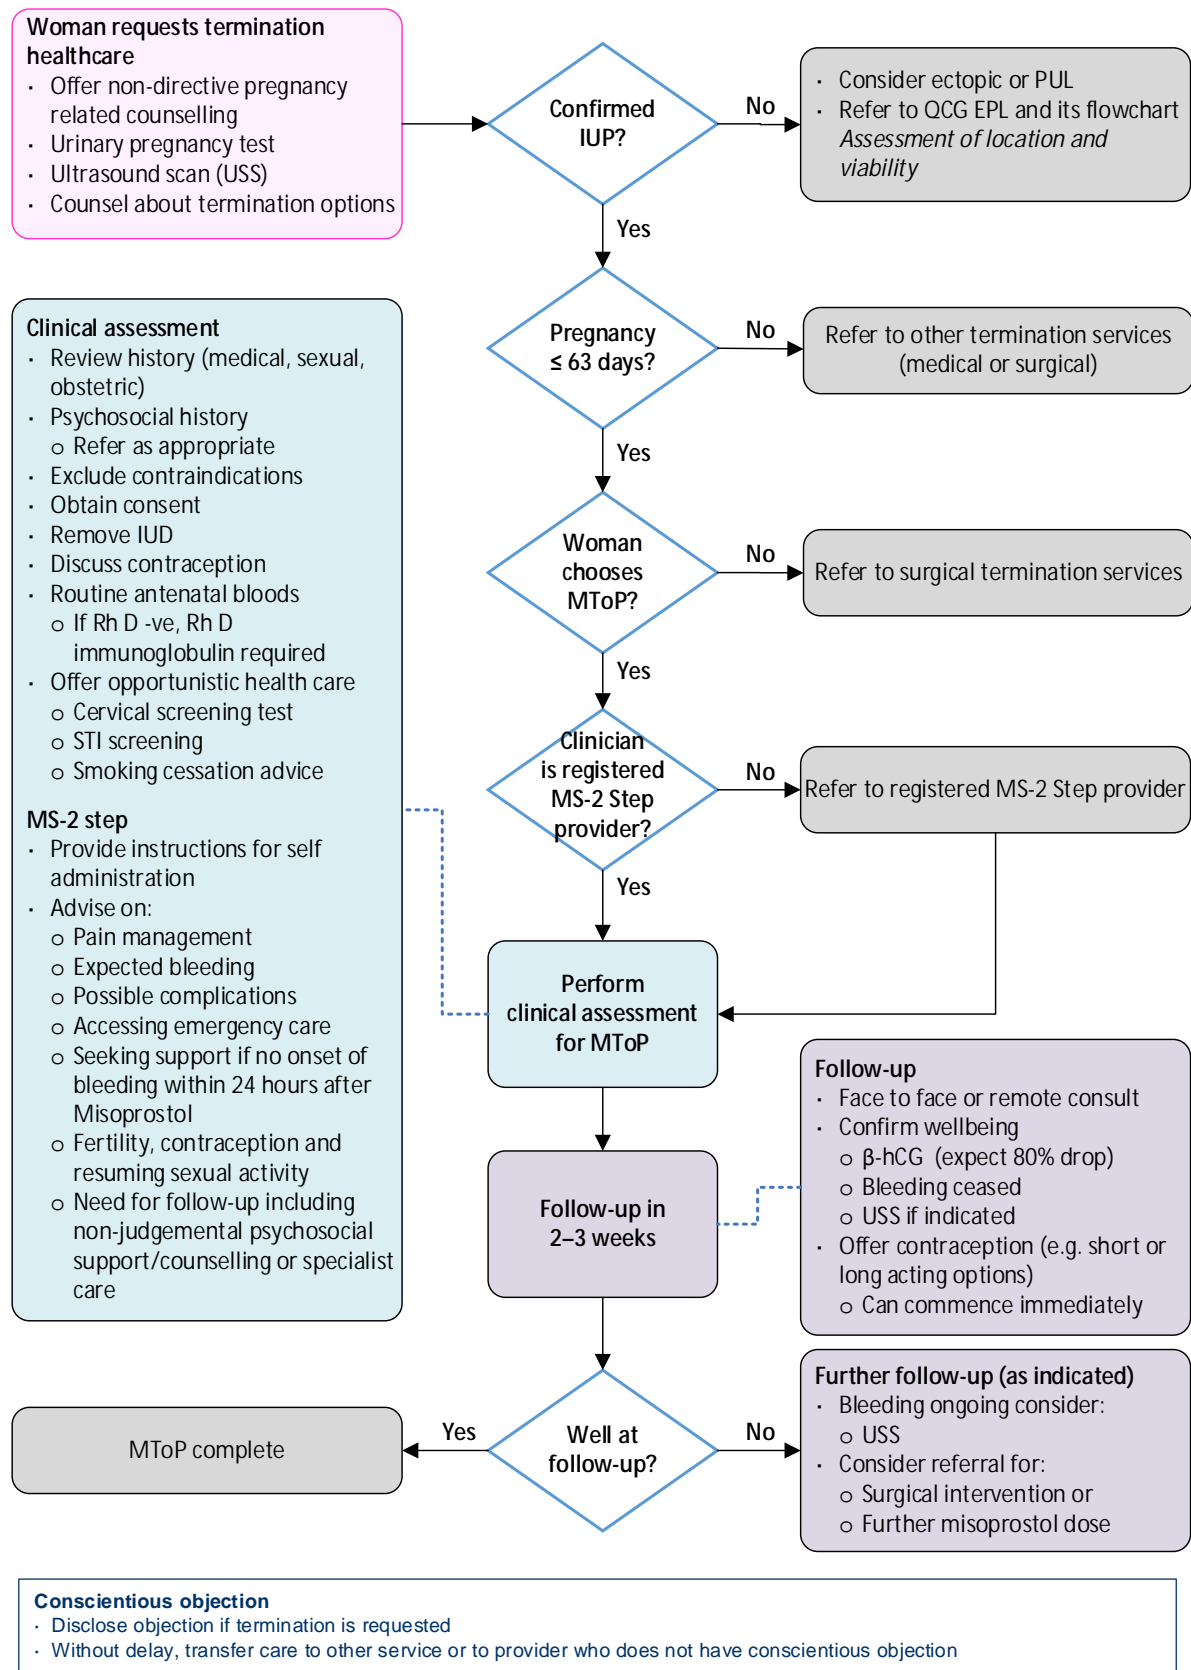 Woman requests termination
healthcare
· Offer non-directive pregnancy
related counselling
· Urinary pregnancy test
· Ultrasound scan (USS)
· Counsel about termination options
Confirmed
IUP?
No
· Consider ectopic or PUL
· Refer to QCG EPL and its flowchart
Assessment of location and
viability
Yes
Pregnancy
≤ 63 days?
No
Refer to other termination services
(medical or surgical)
Yes
Woman
chooses
MToP?
No
Refer to surgical termination services
Yes
Clinician
is registered
MS-2 Step
provider?
No
Refer to registered MS-2 Step provider
Yes
Clinical assessment
· Review history (medical, sexual,
obstetric)
· Psychosocial history
o Refer as appropriate
· Exclude contraindications
· Obtain consent
· Remove IUD
· Discuss contraception
· Routine antenatal bloods
o If Rh D -ve, Rh D
immunoglobulin required
· Offer opportunistic health care
o Cervical screening test
o STI screening
o Smoking cessation advice
MS-2 step
· Provide instructions for self
administration
· Advise on:
o Pain management
o Expected bleeding
o Possible complications
o Accessing emergency care
o Seeking support if no onset of
bleeding within 24 hours after
Misoprostol
o Fertility, contraception and
resuming sexual activity
o Need for follow-up including
non-judgemental psychosocial
support/counselling or specialist
care
Perform
clinical assessment
for MToP
Follow-up in
2–3 weeks
Follow-up
· Face to face or remote consult
· Confirm wellbeing
o β-hCG (expect 80% drop)
o Bleeding ceased
o USS if indicated
· Offer contraception (e.g. short or
long acting options)
o Can commence immediately
Well at
follow-up?
Yes
MToP complete
No
Further follow-up (as indicated)
· Bleeding ongoing consider:
o USS
· Consider referral for:
o Surgical intervention or
o Further misoprostol dose
Conscientious objection
· Disclose objection if termination is requested
· Without delay, transfer care to other service or to provider who does not have conscientious objection